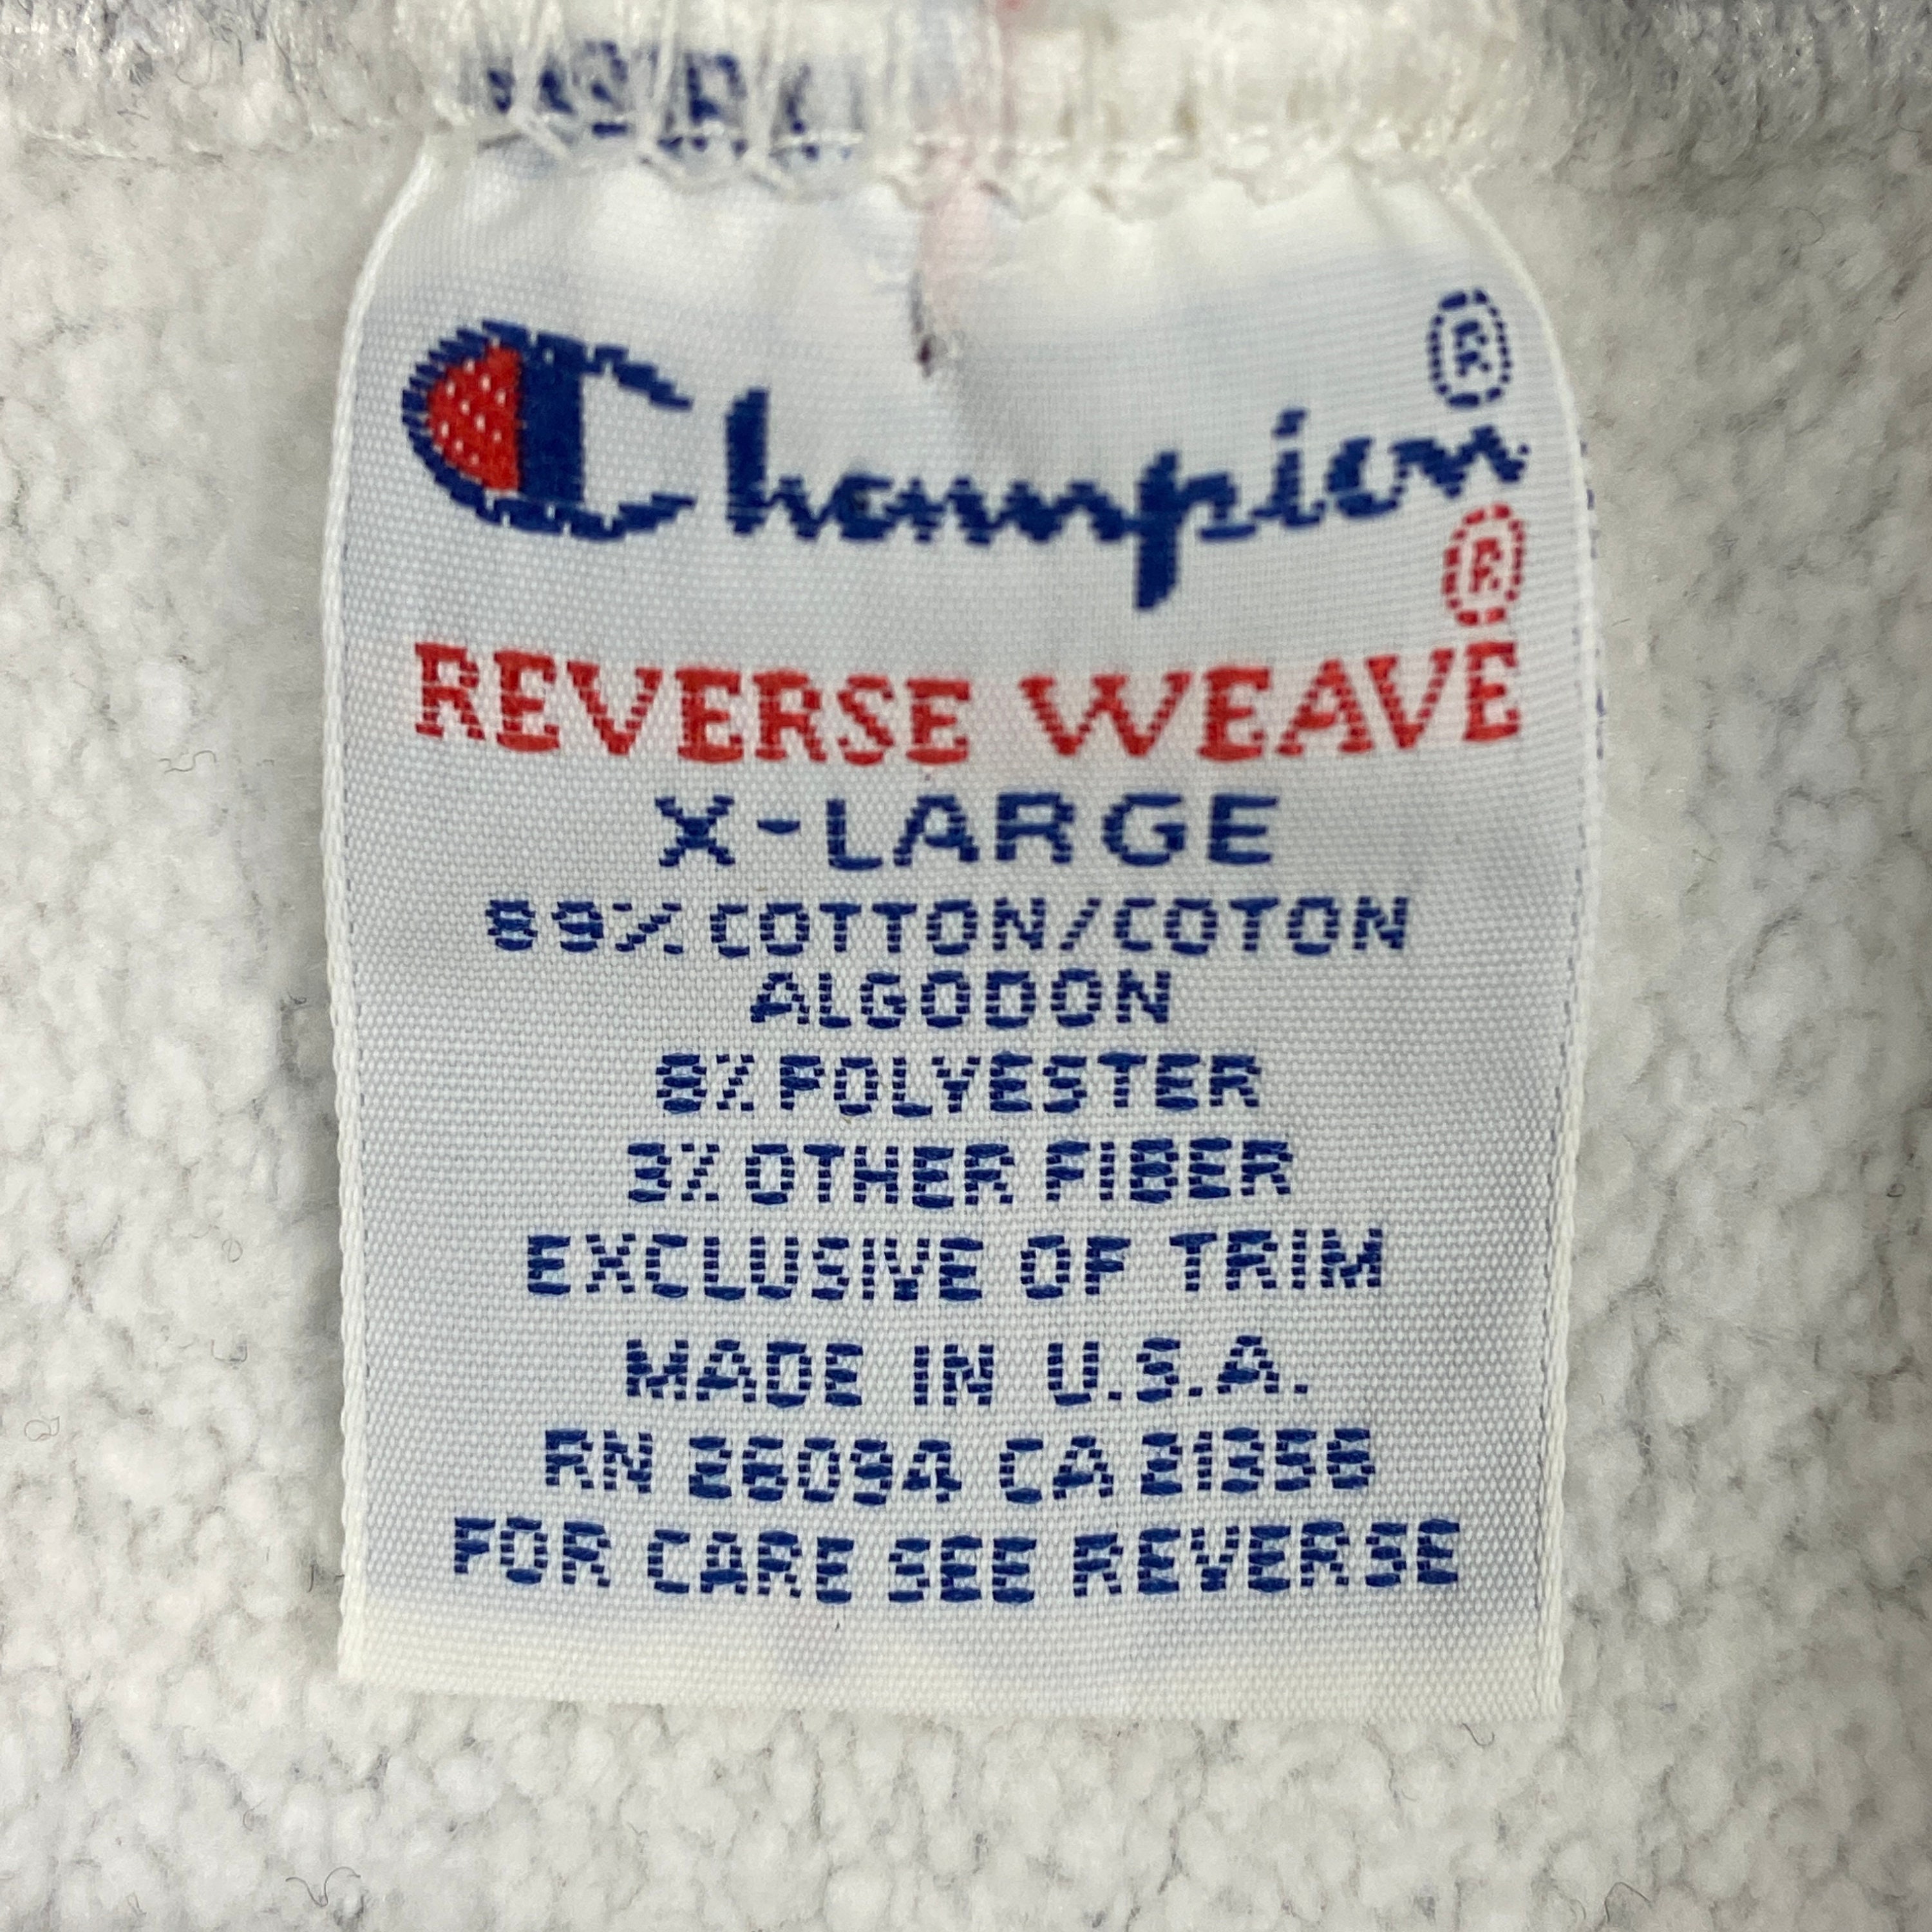 Champion®
®
REVERSE WEAVE
X-LARGE
89% COTTON/COTON
ALGODON
8% POLYESTER
3% OTHER FIBER
EXCLUSIVE OF TRIM
MADE IN U.S.A.
RN 26094 CA 21356
FOR CARE SEE REVERSE